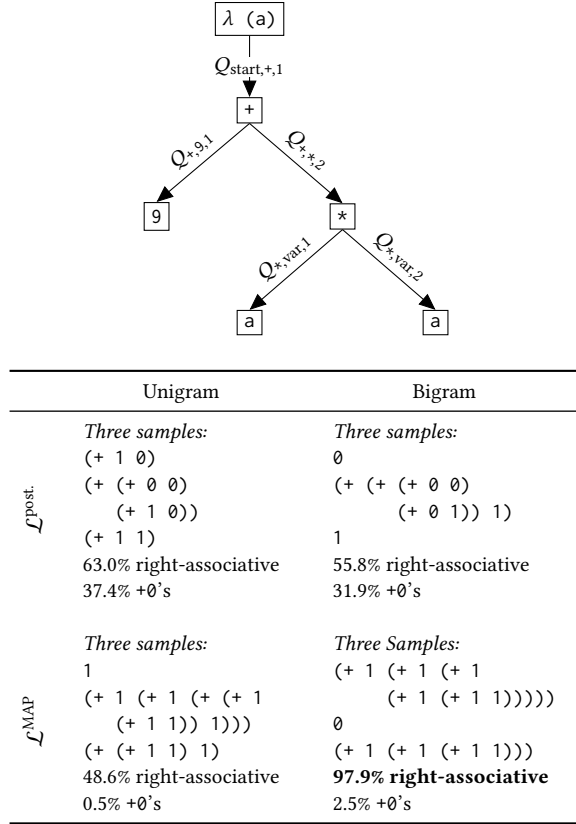 λ (a)
Q_start,+,1
+
Q_+,9,1
Q_+,*,2
9
*
Q_*,var,1
Q_*,var,2
a a
Unigram Bigram
ℒ^post.
Three samples: Three samples:
(+ 1 0) 0
(+ (+ 0 0) (+ (+ (+ 0 0)
(+ 1 0)) (+ 0 1)) 1)
(+ 1 1) 1
63.0% right-associative 55.8% right-associative
37.4% +0's 31.9% +0's
ℒ^MAP
Three samples: Three Samples:
1 (+ 1 (+ 1 (+ 1
(+ 1 (+ 1 (+ (+ 1 (+ 1 (+ 1 1)))))
(+ 1 1)) 1))) 0
(+ (+ 1 1) 1) (+ 1 (+ 1 (+ 1 1)))
48.6% right-associative 97.9% right-associative
0.5% +0's 2.5% +0's